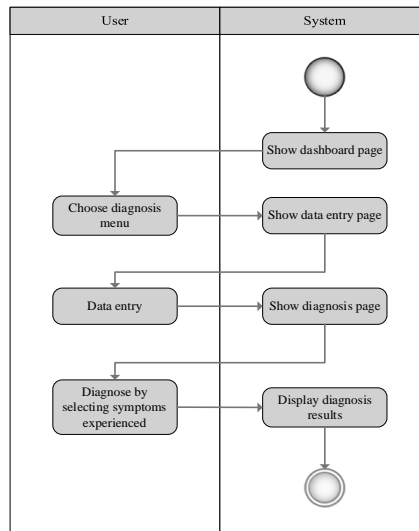 User
System
Show dashboard page
Choose diagnosis
menu
Show data entry page
Data entry
Show diagnosis page
Diagnose by
selecting symptoms
experienced
Display diagnosis
results